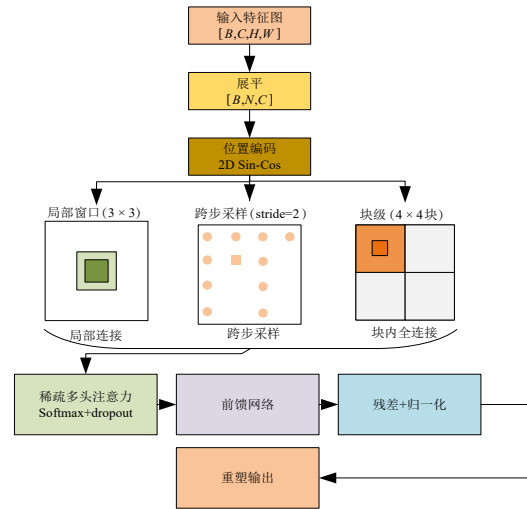 输入特征图
[B,C,H,W]
展平
[B,N,C]
位置编码
2D Sin-Cos
局部窗口(3×3)
跨步采样(stride=2)
块级(4×4块)
局部连接
跨步采样
块内全连接
稀疏多头注意力
Softmax+dropout
前馈网络
残差+归一化
重塑输出